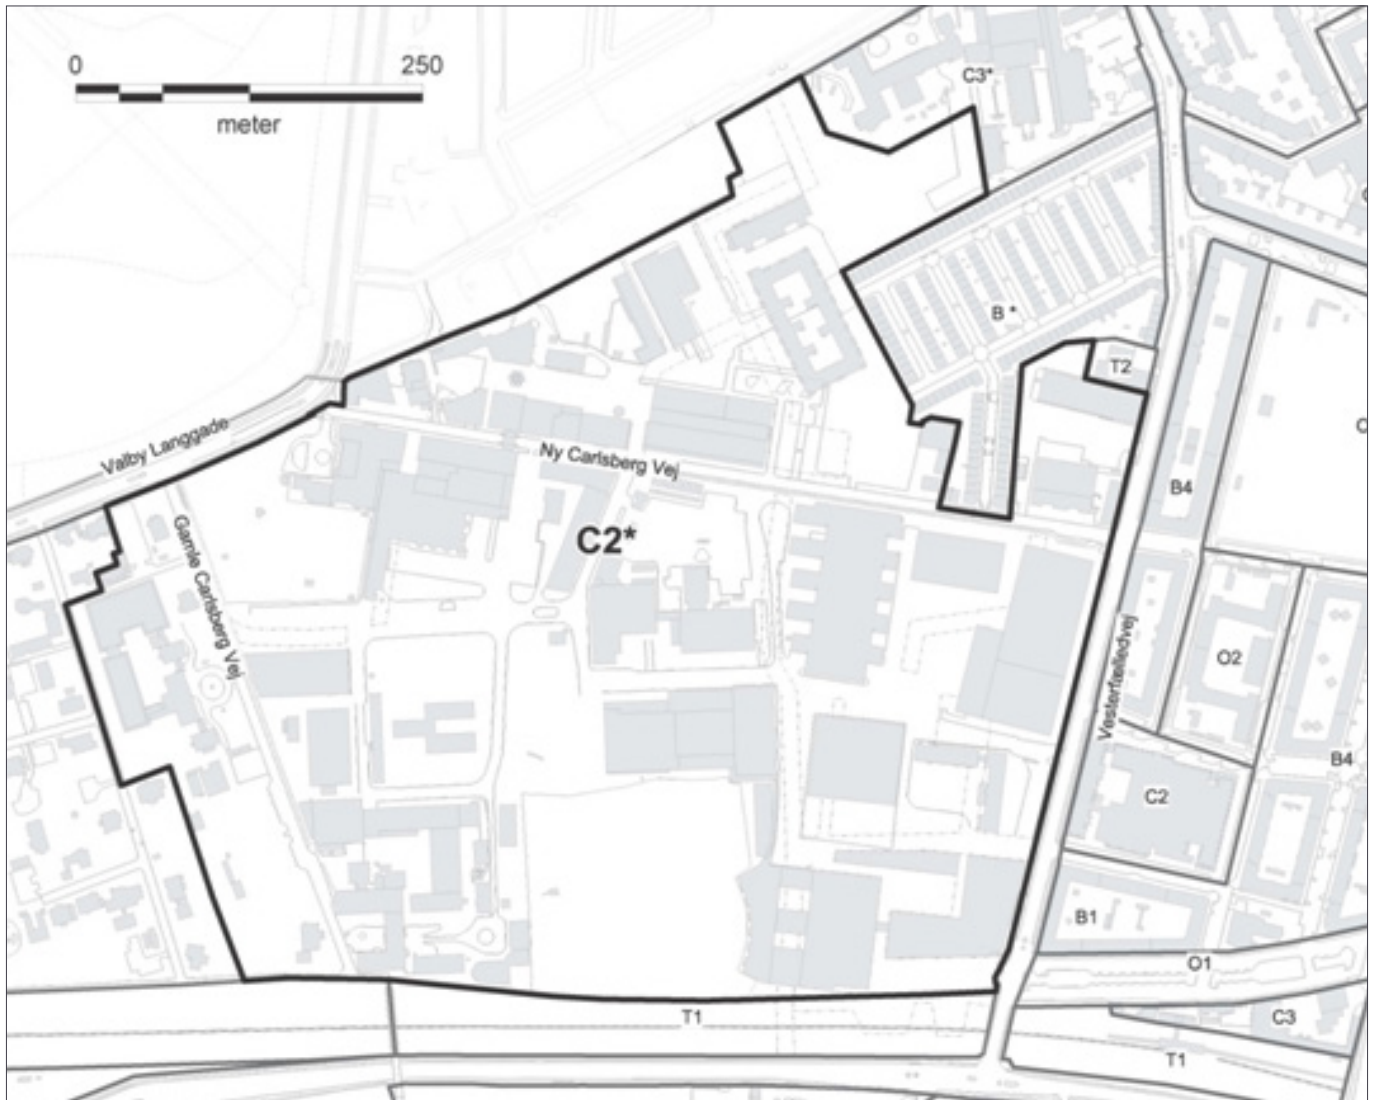 0 250
meter
C3*
B *
T2
Valby Langgade
Ny Carlsberg Vej
B4
C2*
Gamle Carlsberg Vej
Vesterfælledvej
O2
B4
C2
B1
O1
T1
C3
T1